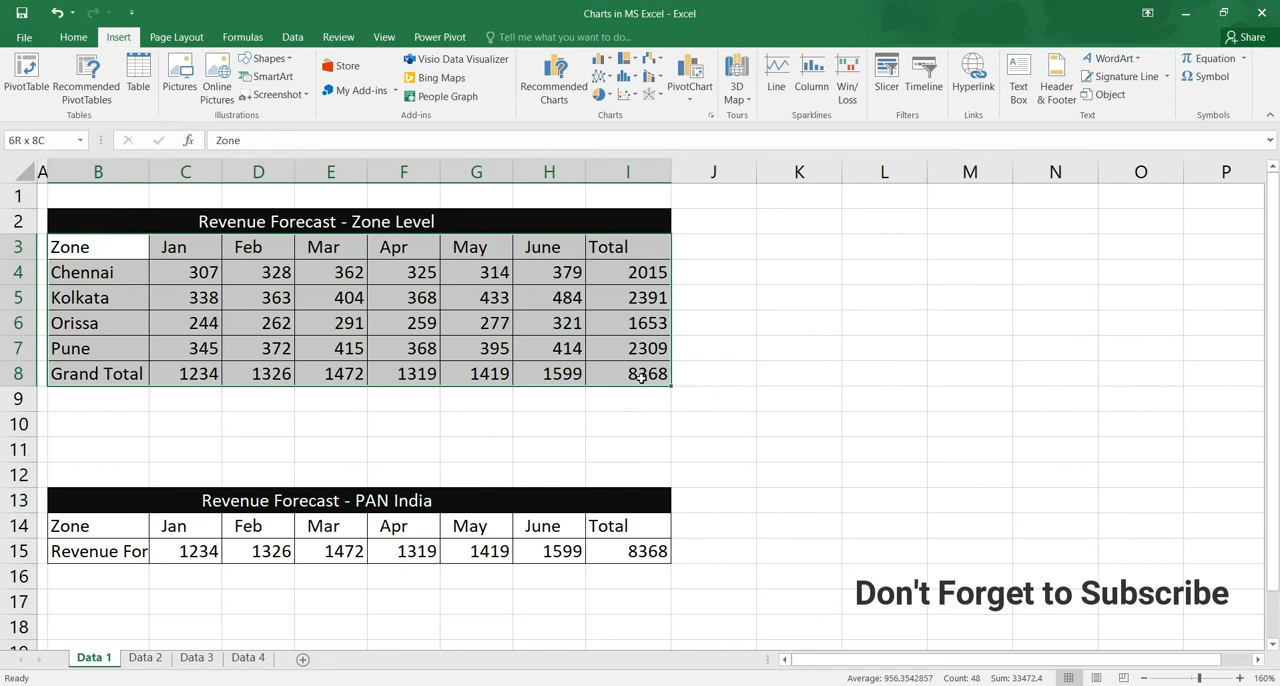 Charts in MS Excel - Excel
File Home Insert Page Layout Formulas Data Review View Power Pivot Tell me what you want to do... Share
PivotTable Recommended PivotTables Table Pictures Online Pictures Shapes SmartArt Screenshot Store My Add-ins Visio Data Visualizer Bing Maps People Graph Recommended Charts PivotChart 3D Map Line Column Win/Loss Slicer Timeline Hyperlink Text Box Header & Footer WordArt Signature Line Object Equation Symbol
Tables Illustrations Add-ins Charts Tours Sparklines Filters Links Text Symbols
6R x 8C fx Zone
A B C D E F G H I J K L M N O P
1
2 Revenue Forecast - Zone Level
3 Zone Jan Feb Mar Apr May June Total
4 Chennai 307 328 362 325 314 379 2015
5 Kolkata 338 363 404 368 433 484 2391
6 Orissa 244 262 291 259 277 321 1653
7 Pune 345 372 415 368 395 414 2309
8 Grand Total 1234 1326 1472 1319 1419 1599 8368
9
10
11
12
13 Revenue Forecast - PAN India
14 Zone Jan Feb Mar Apr May June Total
15 Revenue For 1234 1326 1472 1319 1419 1599 8368
16
17
18
Don't Forget to Subscribe
Data 1 Data 2 Data 3 Data 4
Ready Average: 956.3542857 Count: 48 Sum: 33472.4 160%